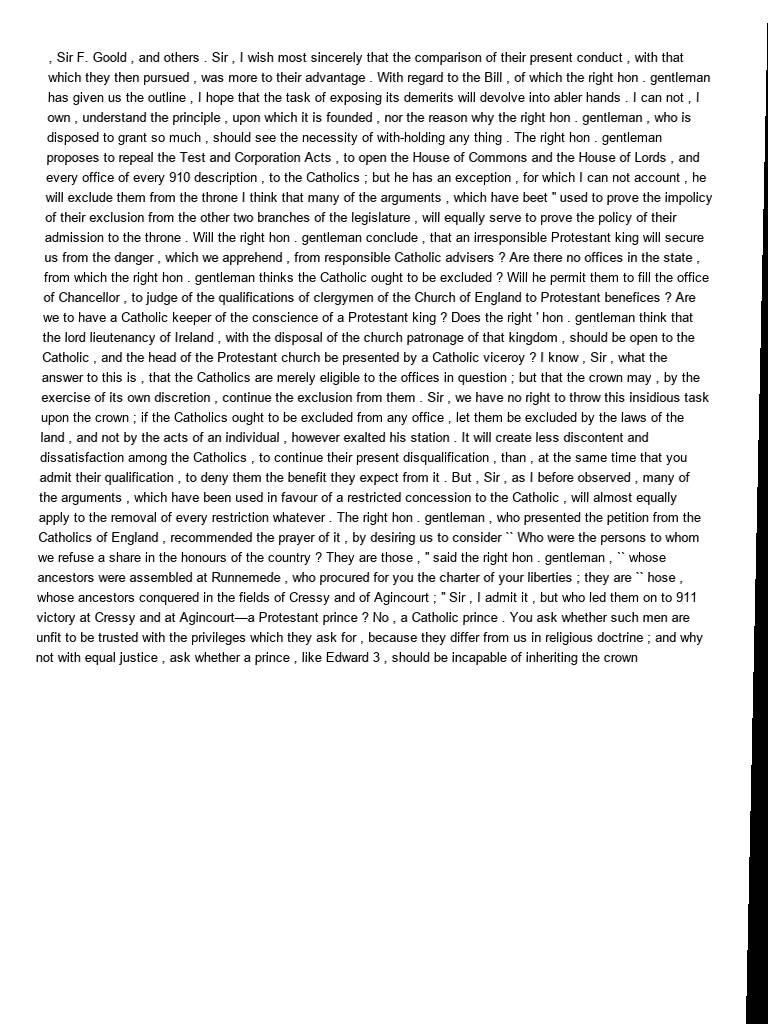 , Sir F. Goold , and others . Sir , I wish most sincerely that the comparison of their present conduct , with that
which they then pursued , was more to their advantage . With regard to the Bill , of which the right hon . gentleman
has given us the outline , I hope that the task of exposing its demerits will devolve into abler hands . I can not , I
own , understand the principle , upon which it is founded , nor the reason why the right hon . gentleman , who is
disposed to grant so much , should see the necessity of with-holding any thing . The right hon . gentleman
proposes to repeal the Test and Corporation Acts , to open the House of Commons and the House of Lords , and
every office of every 910 description , to the Catholics ; but he has an exception , for which I can not account , he
will exclude them from the throne I think that many of the arguments , which have beet " used to prove the impolicy
of their exclusion from the other two branches of the legislature , will equally serve to prove the policy of their
admission to the throne . Will the right hon . gentleman conclude , that an irresponsible Protestant king will secure
us from the danger , which we apprehend , from responsible Catholic advisers ? Are there no offices in the state ,
from which the right hon . gentleman thinks the Catholic ought to be excluded ? Will he permit them to fill the office
of Chancellor , to judge of the qualifications of clergymen of the Church of England to Protestant benefices ? Are
we to have a Catholic keeper of the conscience of a Protestant king ? Does the right ' hon . gentleman think that
the lord lieutenancy of Ireland , with the disposal of the church patronage of that kingdom , should be open to the
Catholic , and the head of the Protestant church be presented by a Catholic viceroy ? I know , Sir , what the
answer to this is , that the Catholics are merely eligible to the offices in question ; but that the crown may , by the
exercise of its own discretion , continue the exclusion from them . Sir , we have no right to throw this insidious task
upon the crown ; if the Catholics ought to be excluded from any office , let them be excluded by the laws of the
land , and not by the acts of an individual , however exalted his station . It will create less discontent and
dissatisfaction among the Catholics , to continue their present disqualification , than , at the same time that you
admit their qualification , to deny them the benefit they expect from it . But , Sir , as I before observed , many of
the arguments , which have been used in favour of a restricted concession to the Catholic , will almost equally
apply to the removal of every restriction whatever . The right hon . gentleman , who presented the petition from the
Catholics of England , recommended the prayer of it , by desiring us to consider `` Who were the persons to whom
we refuse a share in the honours of the country ? They are those , " said the right hon . gentleman , `` whose
ancestors were assembled at Runnemede , who procured for you the charter of your liberties ; they are `` hose ,
whose ancestors conquered in the fields of Cressy and of Agincourt ; " Sir , I admit it , but who led them on to 911
victory at Cressy and at Agincourt—a Protestant prince ? No , a Catholic prince . You ask whether such men are
unfit to be trusted with the privileges which they ask for , because they differ from us in religious doctrine ; and why
not with equal justice , ask whether a prince , like Edward 3 , should be incapable of inheriting the crown